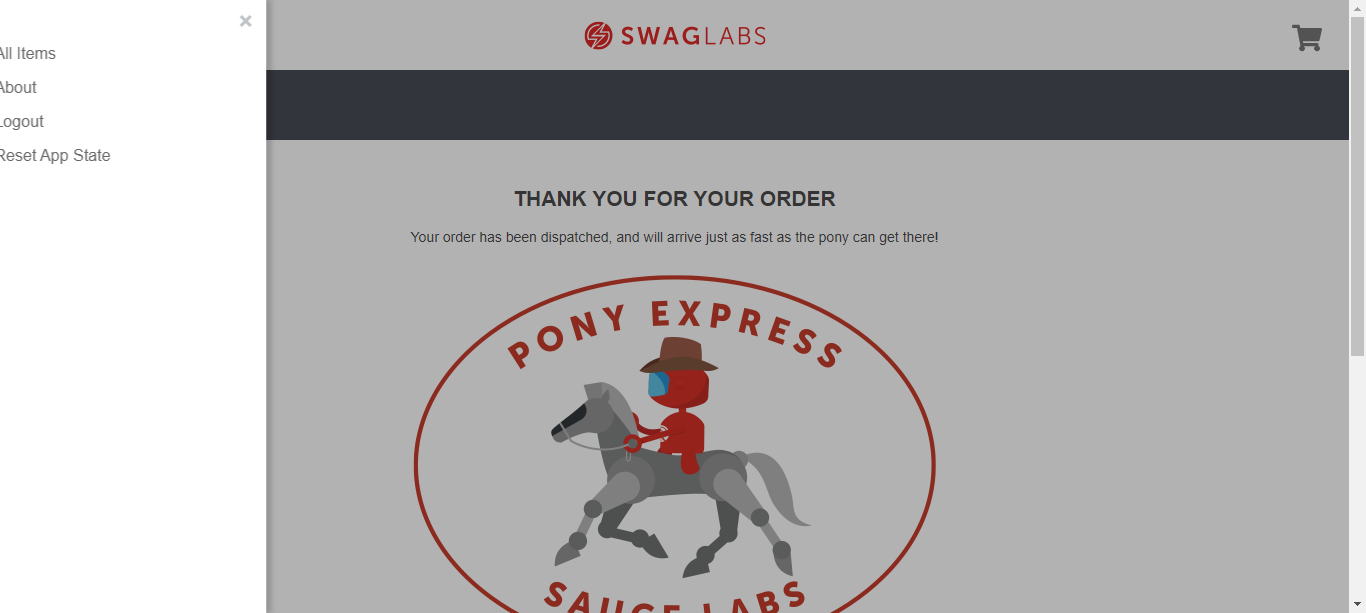 All Items
About
Logout
Reset App State
SWAGLABS
THANK YOU FOR YOUR ORDER
Your order has been dispatched, and will arrive just as fast as the pony can get there!
PONY EXPRESS
SAUCE LABS